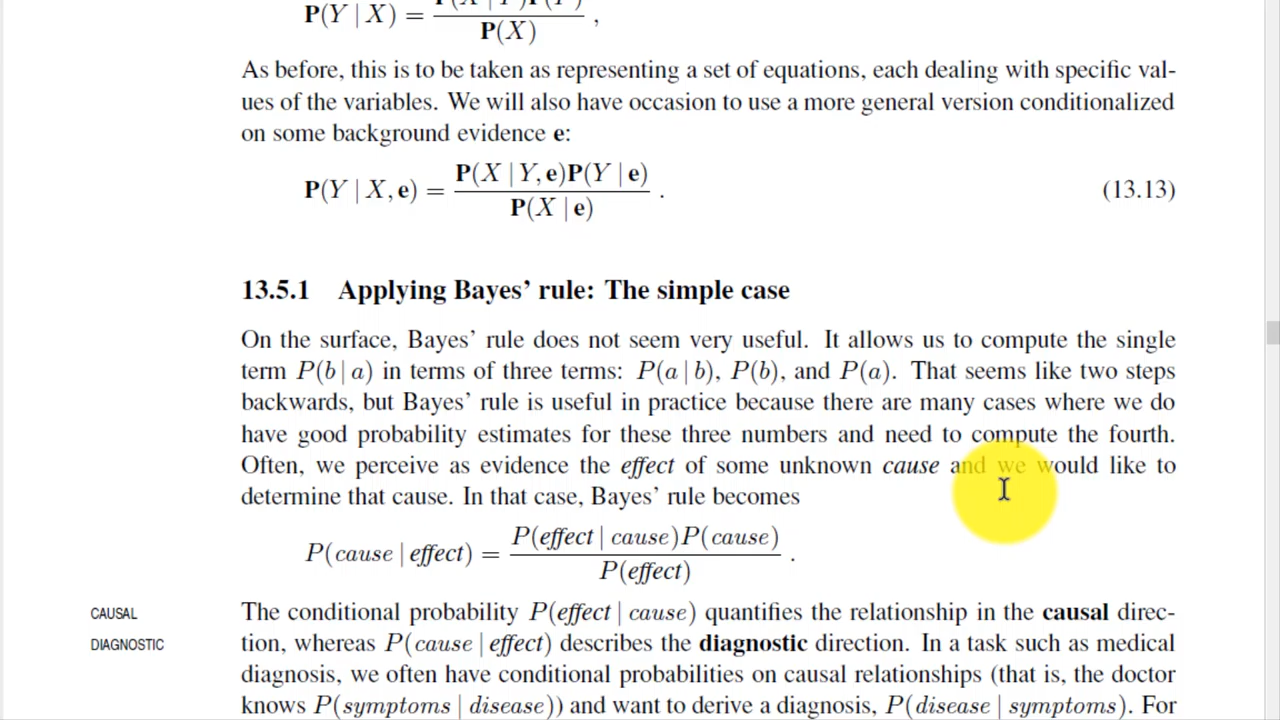 P(Y | X) = P(X | Y)P(Y) / P(X) ,
As before, this is to be taken as representing a set of equations, each dealing with specific val-
ues of the variables. We will also have occasion to use a more general version conditionalized
on some background evidence e:
P(Y | X, e) = P(X | Y, e)P(Y | e) / P(X | e) . (13.13)
13.5.1 Applying Bayes' rule: The simple case
On the surface, Bayes' rule does not seem very useful. It allows us to compute the single
term P(b | a) in terms of three terms: P(a | b), P(b), and P(a). That seems like two steps
backwards, but Bayes' rule is useful in practice because there are many cases where we do
have good probability estimates for these three numbers and need to compute the fourth.
Often, we perceive as evidence the effect of some unknown cause and we would like to
determine that cause. In that case, Bayes' rule becomes
P(cause | effect) = P(effect | cause)P(cause) / P(effect) .
CAUSAL The conditional probability P(effect | cause) quantifies the relationship in the causal direc-
DIAGNOSTIC tion, whereas P(cause | effect) describes the diagnostic direction. In a task such as medical
diagnosis, we often have conditional probabilities on causal relationships (that is, the doctor
knows P(symptoms | disease)) and want to derive a diagnosis, P(disease | symptoms). For